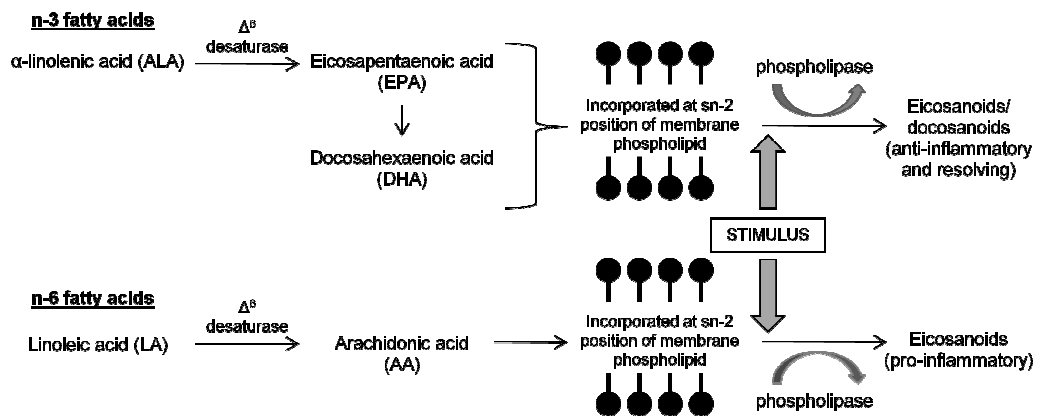 n-3 fatty acids
α-linolenic acid (ALA)
Δ⁶
desaturase
Eicosapentaenoic acid
(EPA)
Docosahexaenoic acid
(DHA)
Incorporated at sn-2
position of membrane
phospholipid
phospholipase
Eicosanoids/
docosanoids
(anti-inflammatory
and resolving)
STIMULUS
n-6 fatty acids
Linoleic acid (LA)
Δ⁶
desaturase
Arachidonic acid
(AA)
Incorporated at sn-2
position of membrane
phospholipid
Eicosanoids
(pro-inflammatory)
phospholipase